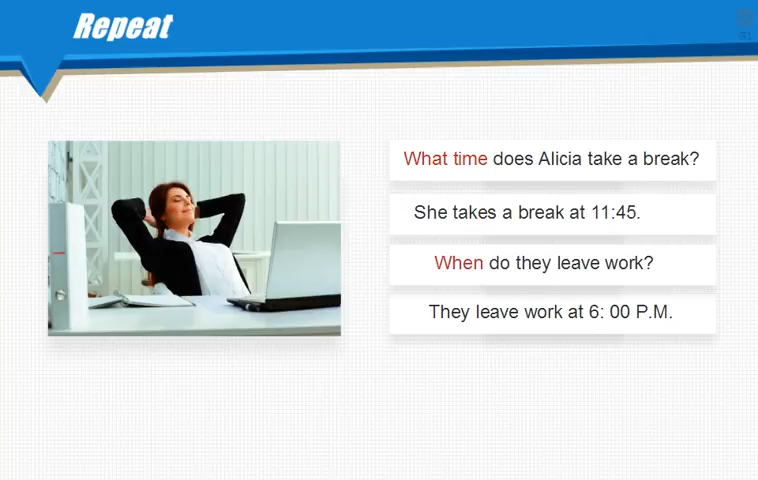 Repeat
What time does Alicia take a break?
She takes a break at 11:45.
When do they leave work?
They leave work at 6: 00 P.M.